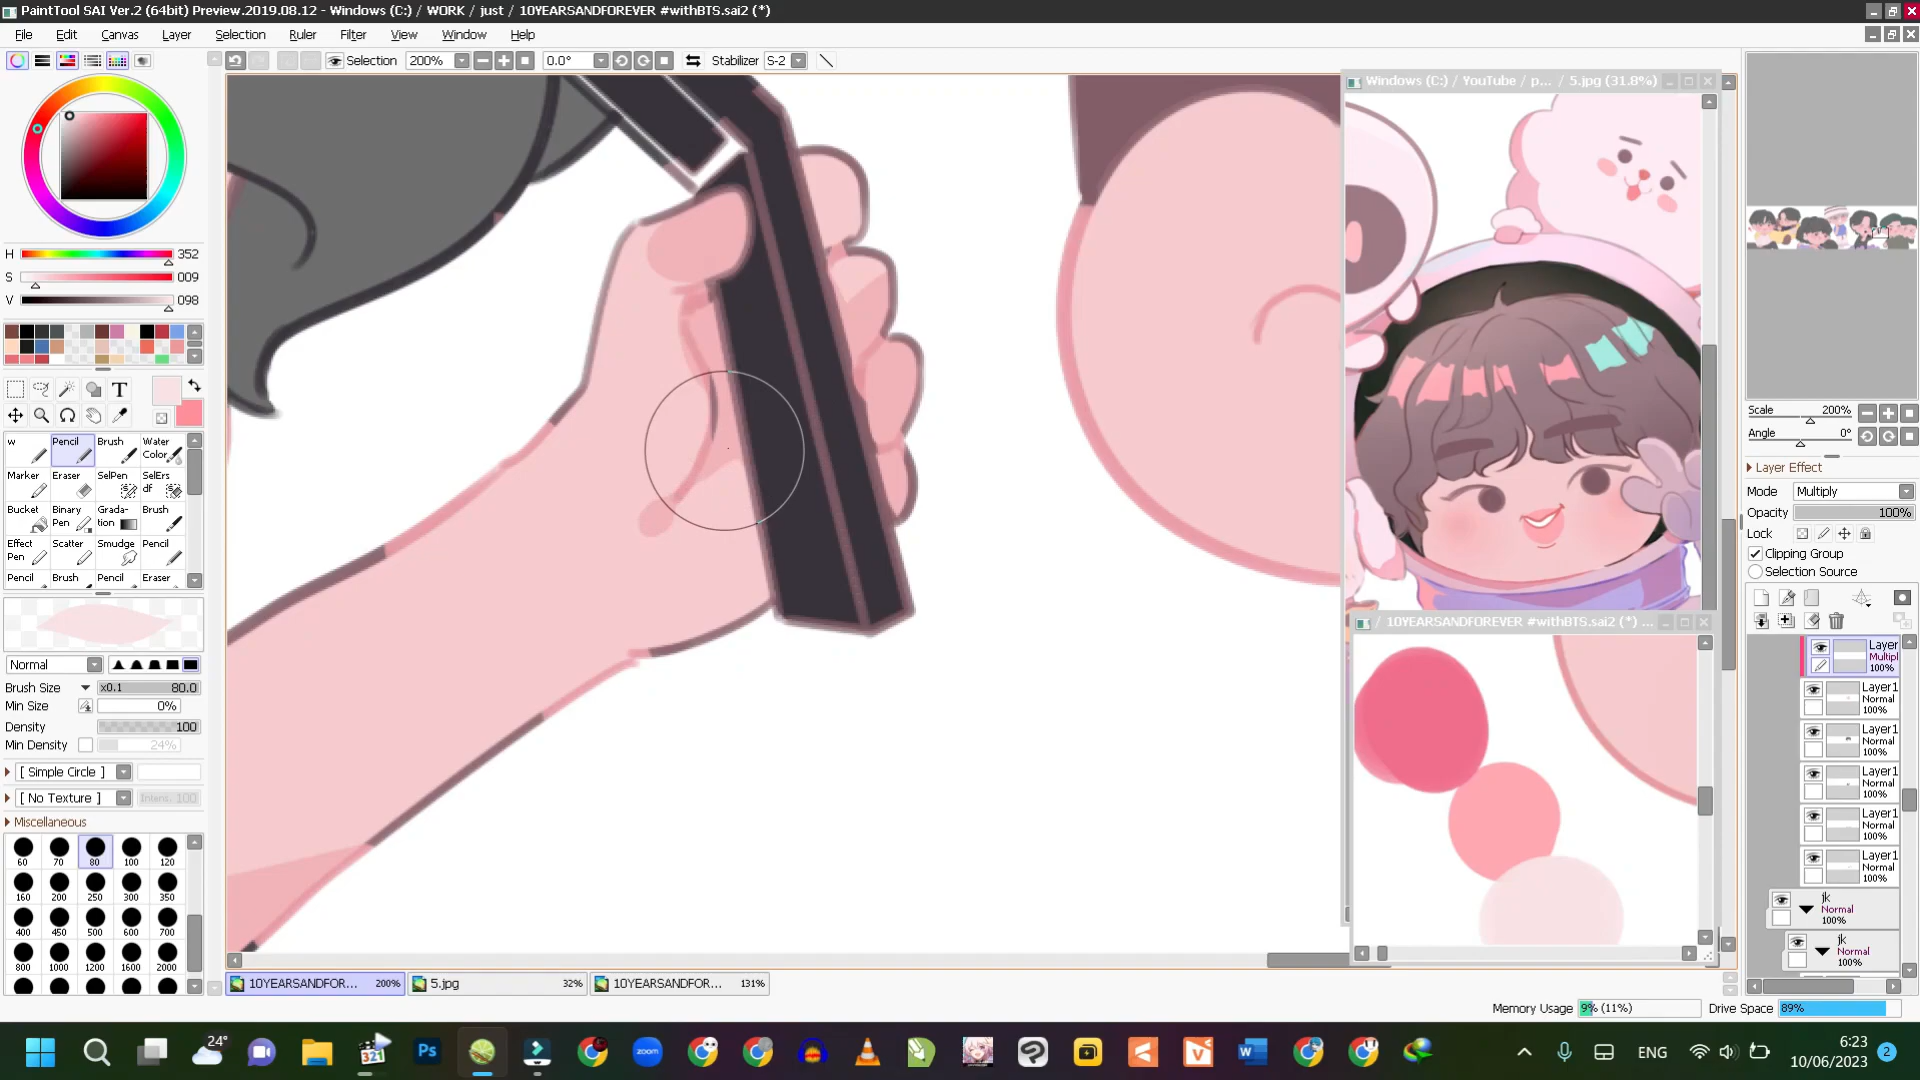 PaintTool SAI Ver.2 (64bit) Preview.2019.08.12 - Windows (C:) / WORK / just / 10YEARSANDFOREVER #withBTS.sai2 (*)
File Edit Canvas Layer Selection Ruler Filter View Window Help
Selection 200% 0.0° Stabilizer S-2
Windows (C:) / YouTube / p... / 5.jpg (31.8%)
H 352
S 009
V 098
T
w Pencil Brush Water Color
Marker Eraser SelPen SelErs df
Bucket Binary Pen Grada-tion Brush
Effect Pen Scatter Smudge Pencil
Pencil Brush Pencil Eraser
Normal
Brush Size x0.1 80.0
Min Size 0%
Density 100
Min Density 24%
[ Simple Circle ]
[ No Texture ] Intens. 100
Miscellaneous
60 70 80 100 120
160 200 250 300 350
400 450 500 600 700
800 1000 1200 1600 2000
Scale 200%
Angle 0°
Layer Effect
Mode Multiply
Opacity 100%
Lock
Clipping Group
Selection Source
Layer
Multipl
100%
Layer1
Normal
100%
Layer1
Normal
100%
Layer1
Normal
100%
Layer1
Normal
100%
Layer1
Normal
100%
jk
Normal
100%
jk
Normal
100%
/ 10YEARSANDFOREVER #withBTS.sai2 (*) ...
10YEARSANDFOR... 200% 5.jpg 32% 10YEARSANDFOR... 131%
Memory Usage 9% (11%) Drive Space 89%
24°
321
Ps
zoom
W
ENG
6:23
10/06/2023
2